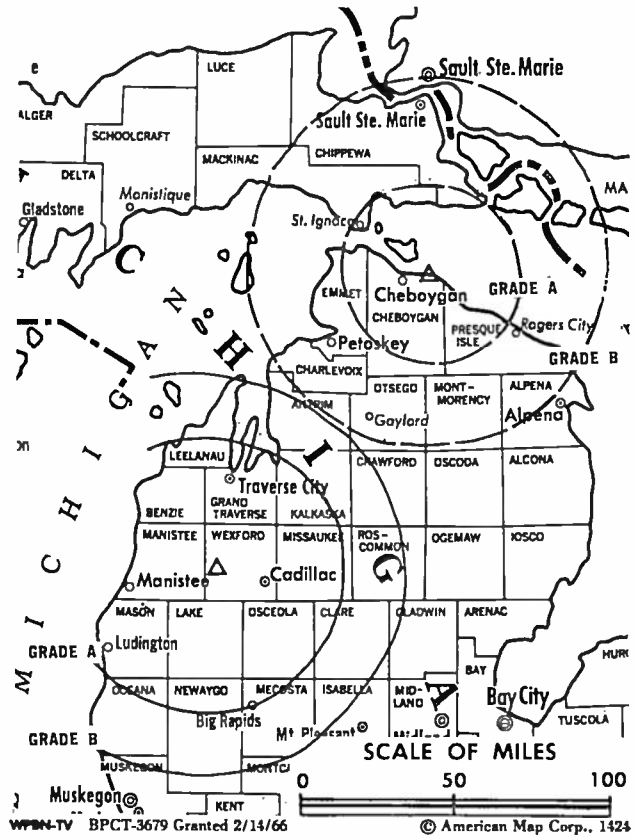 e
LUCE
Sault Ste. Marie
ALGER
SCHOOLCRAFT
Sault Ste. Marie
MACKINAC
CHIPPEWA
DELTA
MA
Manistique
Gladstone
St. Ignace
C
GRADE A
EMMET
Cheboygan
CHEBOYGAN
PRESQUE ISLE
Rogers City
Petoskey
GRADE B
H
CHARLEVOIX
ANTRIM
OTSEGO
MONT-
MORENCY
ALPENA
Gaylord
Alpena
I
LEELANAU
CRAWFORD
OSCODA
ALCONA
Traverse City
BENZIE
GRAND
TRAVERSE
KALKASKA
MANISTEE
WEXFORD
MISSAUKEE
ROS-
COMMON
OGEMAW
IOSCO
G
Manistee
Cadillac
MICHIGAN
MASON
LAKE
OSCEOLA
CLARE
GLADWIN
ARENAC
GRADE A
Ludington
BAY
HURO
OCEANA
NEWAYGO
MECOSTA
ISABELLA
MID-
LAND
A
Bay City
Big Rapids
Mt Pleasant
Midland
TUSCOLA
GRADE B
SCALE OF MILES
MUSKEGON
MONTCA
0 50 100
Muskegon
KENT
WPBN-TV BPCT-3679 Granted 2/14/66
© American Map Corp., 1424